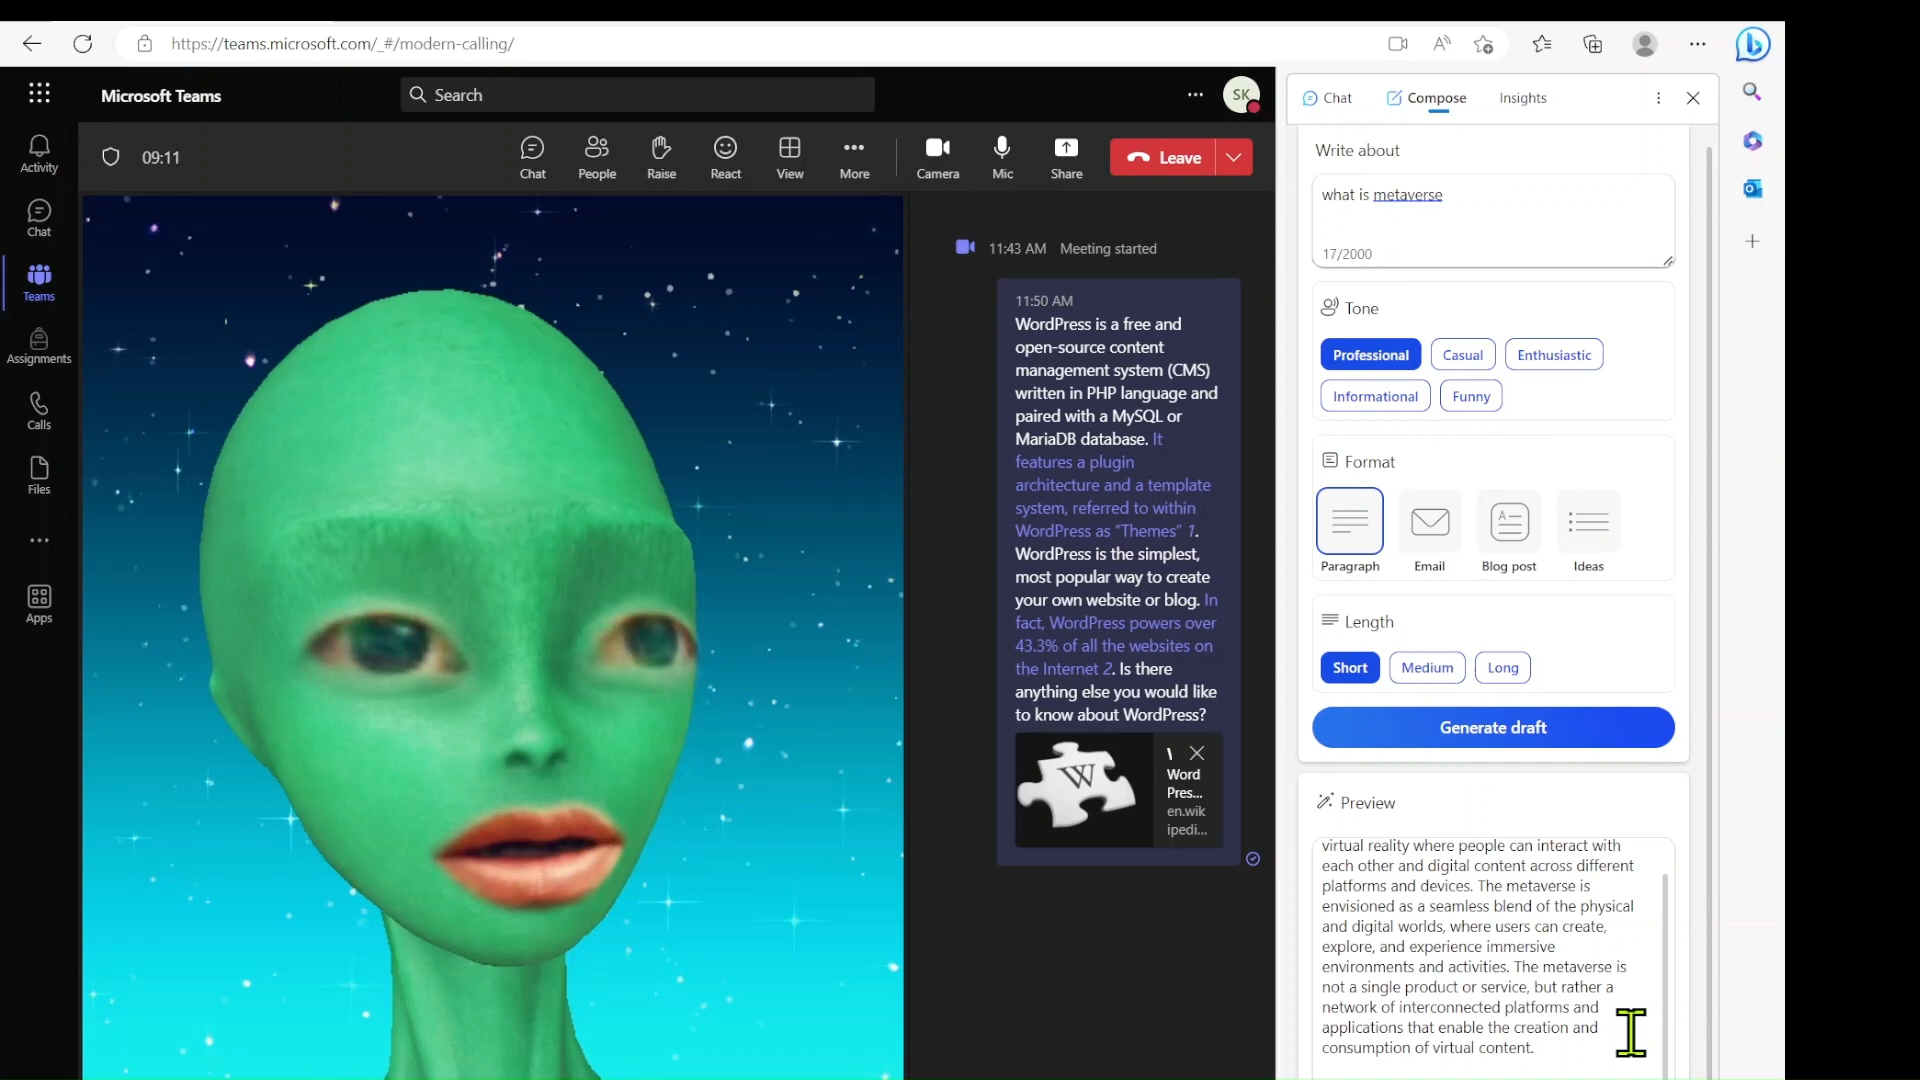 https://teams.microsoft.com/_#/modern-calling/
Microsoft Teams
Search
SK
Activity
Chat
Teams
Assignments
Calls
Files
Apps
09:11
Chat
People
Raise
React
View
More
Camera
Mic
Share
Leave
11:43 AM Meeting started
11:50 AM
WordPress is a free and
open-source content
management system (CMS)
written in PHP language and
paired with a MySQL or
MariaDB database. It
features a plugin
architecture and a template
system, referred to within
WordPress as “Themes” 1.
WordPress is the simplest,
most popular way to create
your own website or blog. In
fact, WordPress powers over
43.3% of all the websites on
the Internet 2. Is there
anything else you would like
to know about WordPress?
W
Word
Pres...
en.wik
ipedi...
Chat
Compose
Insights
Write about
what is metaverse
17/2000
Tone
Professional
Casual
Enthusiastic
Informational
Funny
Format
A
Paragraph
Email
Blog post
Ideas
Length
Short
Medium
Long
Generate draft
Preview
virtual reality where people can interact with
each other and digital content across different
platforms and devices. The metaverse is
envisioned as a seamless blend of the physical
and digital worlds, where users can create,
explore, and experience immersive
environments and activities. The metaverse is
not a single product or service, but rather a
network of interconnected platforms and
applications that enable the creation and
consumption of virtual content.